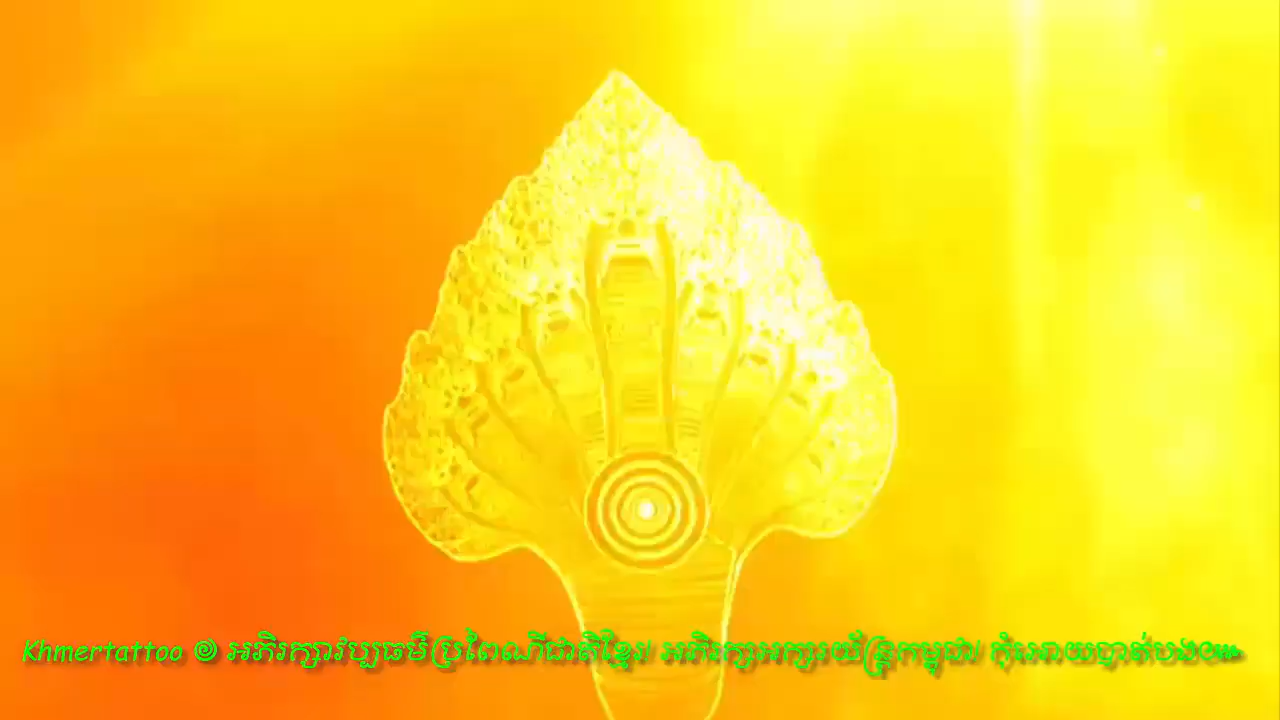 Khmertattoo ៙ អភិរក្សាវប្បធម៌ប្រពៃណីជាតិខ្មែរ/ អភិរក្សអក្សរយ័ន្ត្រកម្ពុជា/ កុំអោយបាត់បង់